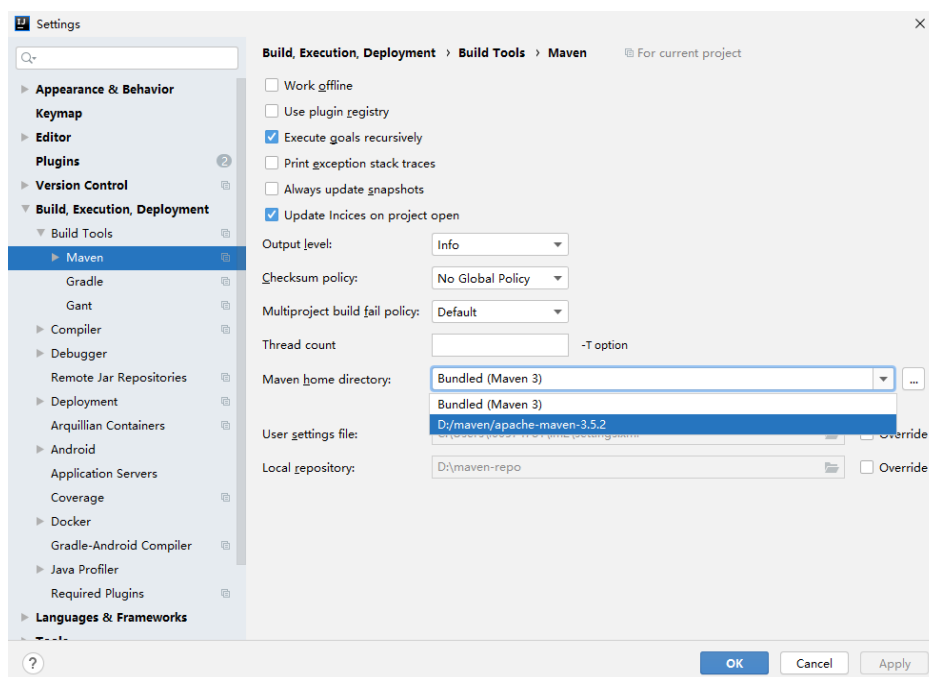 Settings
Build, Execution, Deployment › Build Tools › Maven For current project
Appearance & Behavior
Keymap
Editor
Plugins 2
Version Control
Build, Execution, Deployment
Build Tools
Maven
Gradle
Gant
Compiler
Debugger
Remote Jar Repositories
Deployment
Arquillian Containers
Android
Application Servers
Coverage
Docker
Gradle-Android Compiler
Java Profiler
Required Plugins
Languages & Frameworks
Work offline
Use plugin registry
Execute goals recursively
Print exception stack traces
Always update snapshots
Update Incices on project open
Output level: Info
Checksum policy: No Global Policy
Multiproject build fail policy: Default
Thread count -T option
Maven home directory: Bundled (Maven 3) ...
Bundled (Maven 3)
D:/maven/apache-maven-3.5.2
User settings file: Override
Local repository: D:\maven-repo Override
? OK Cancel Apply